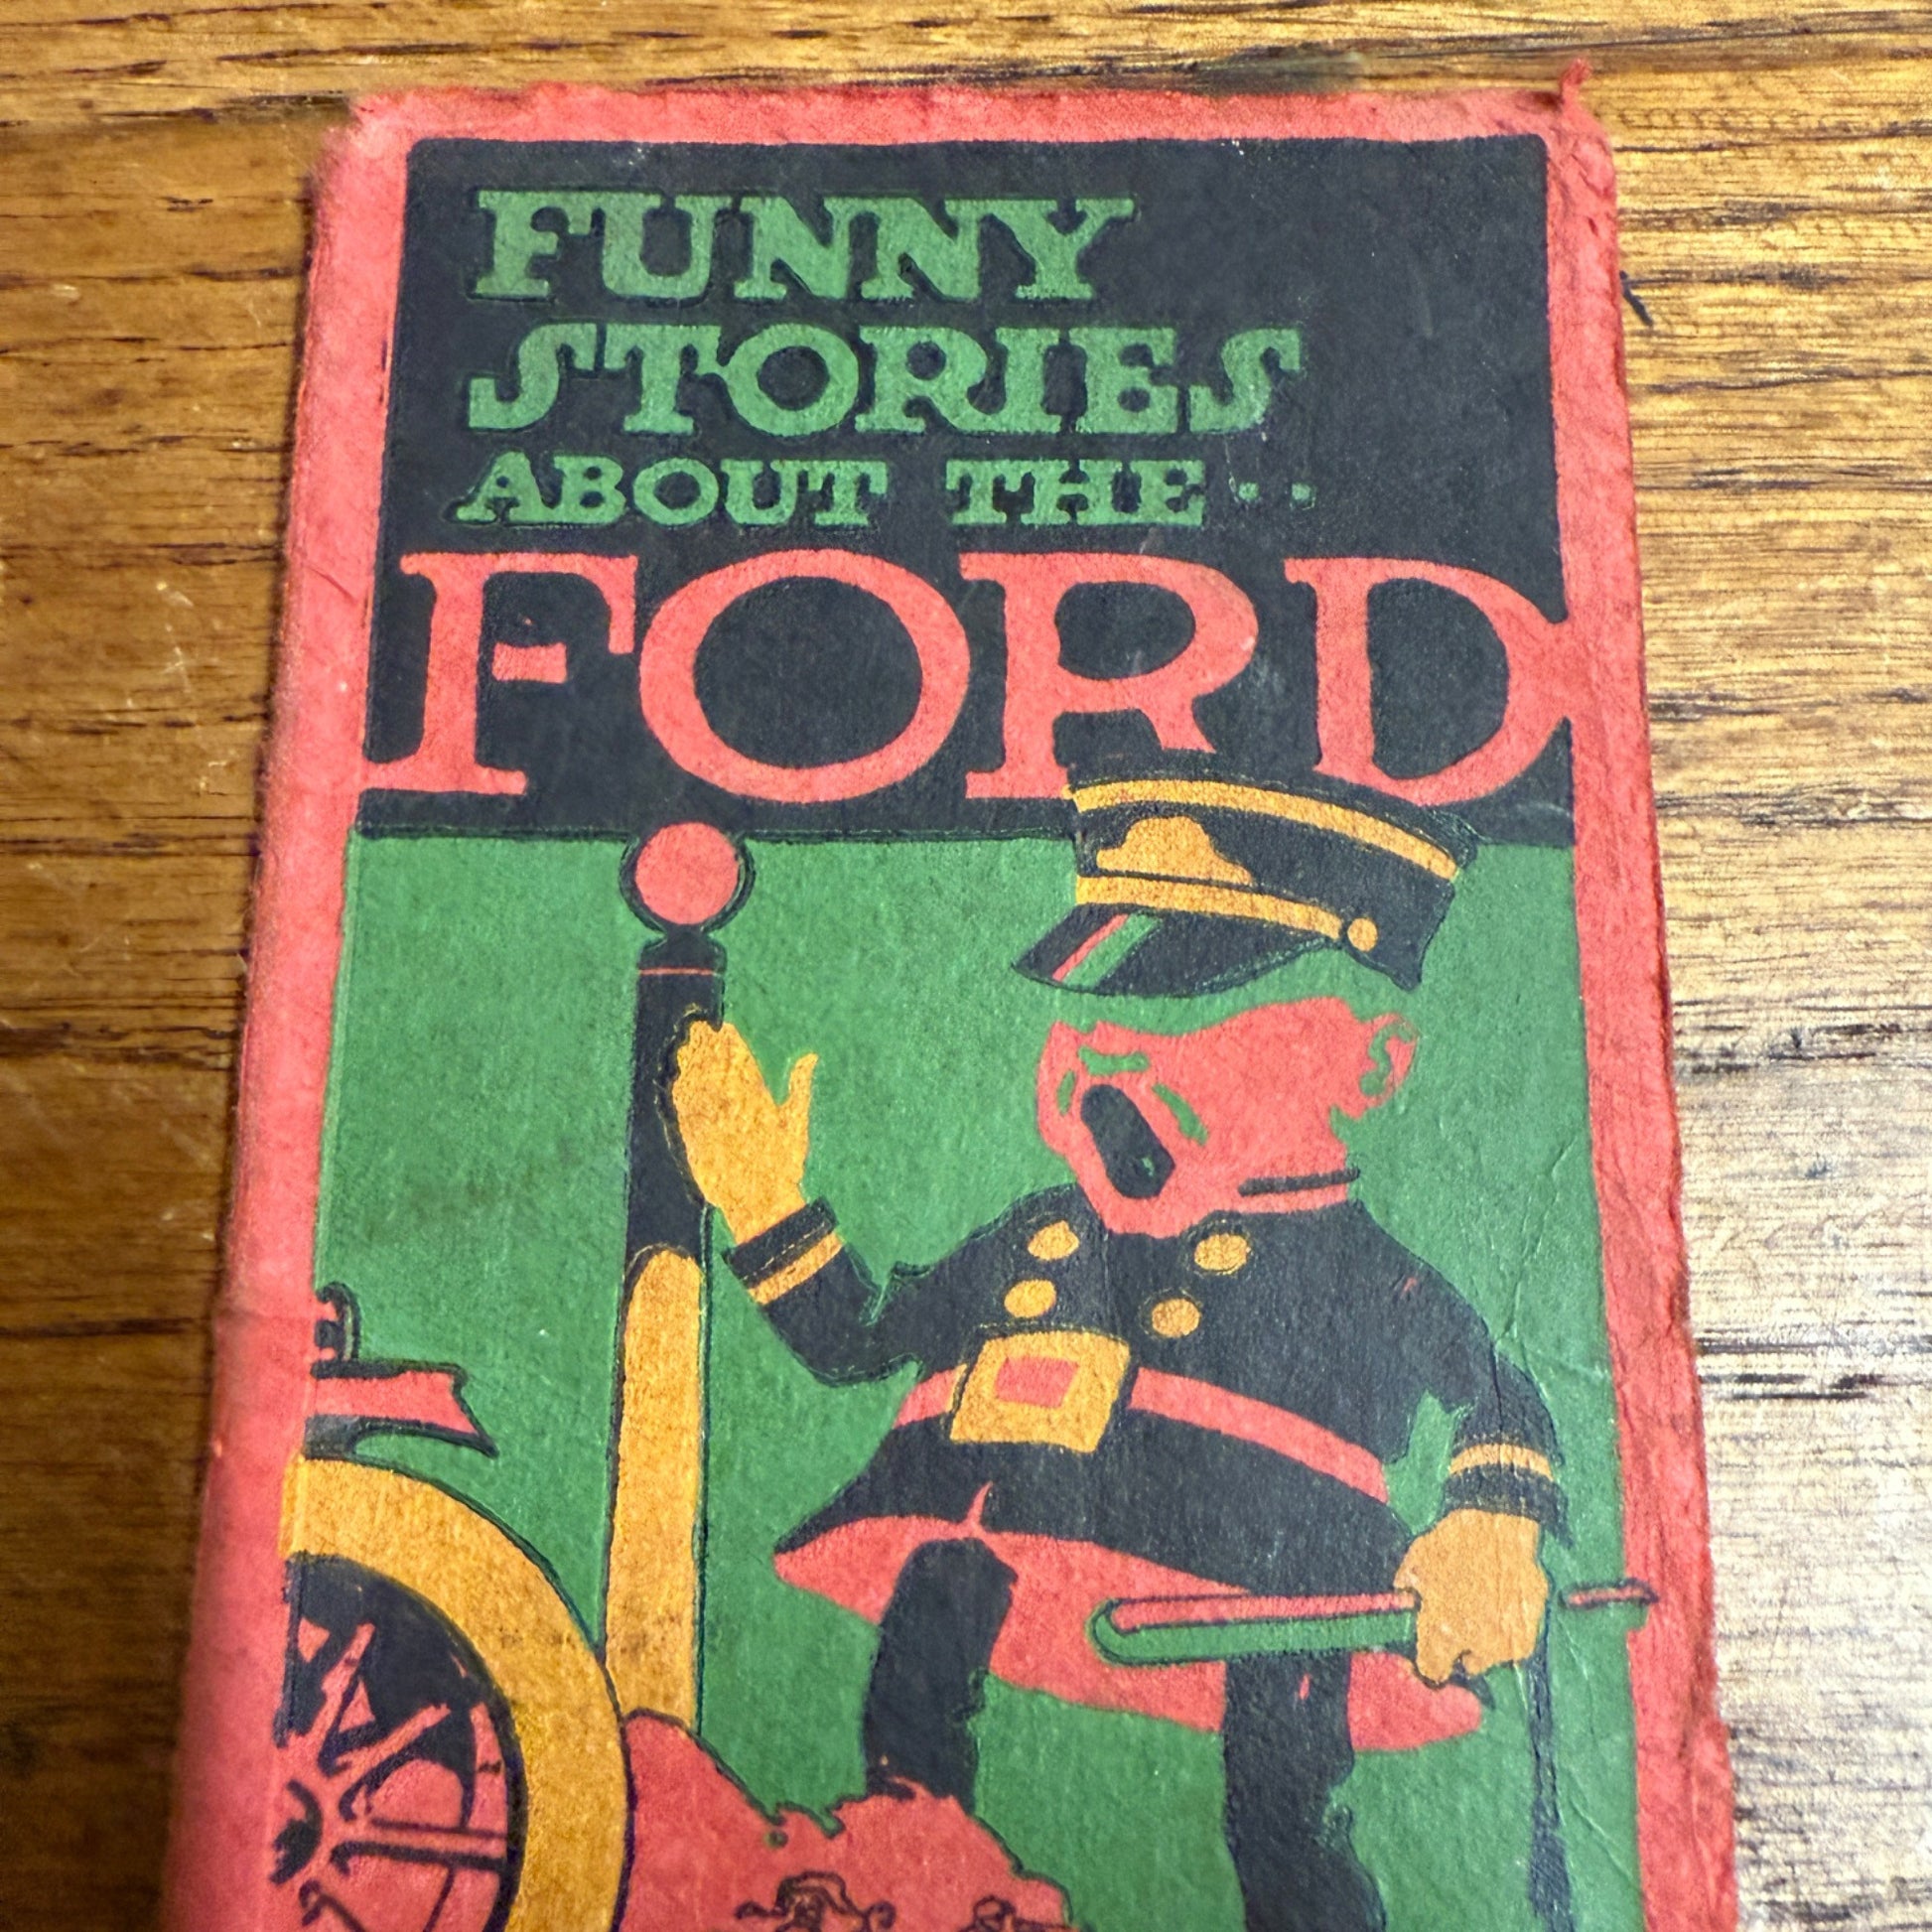 FUNNY
STORIES
ABOUT THE··
FORD